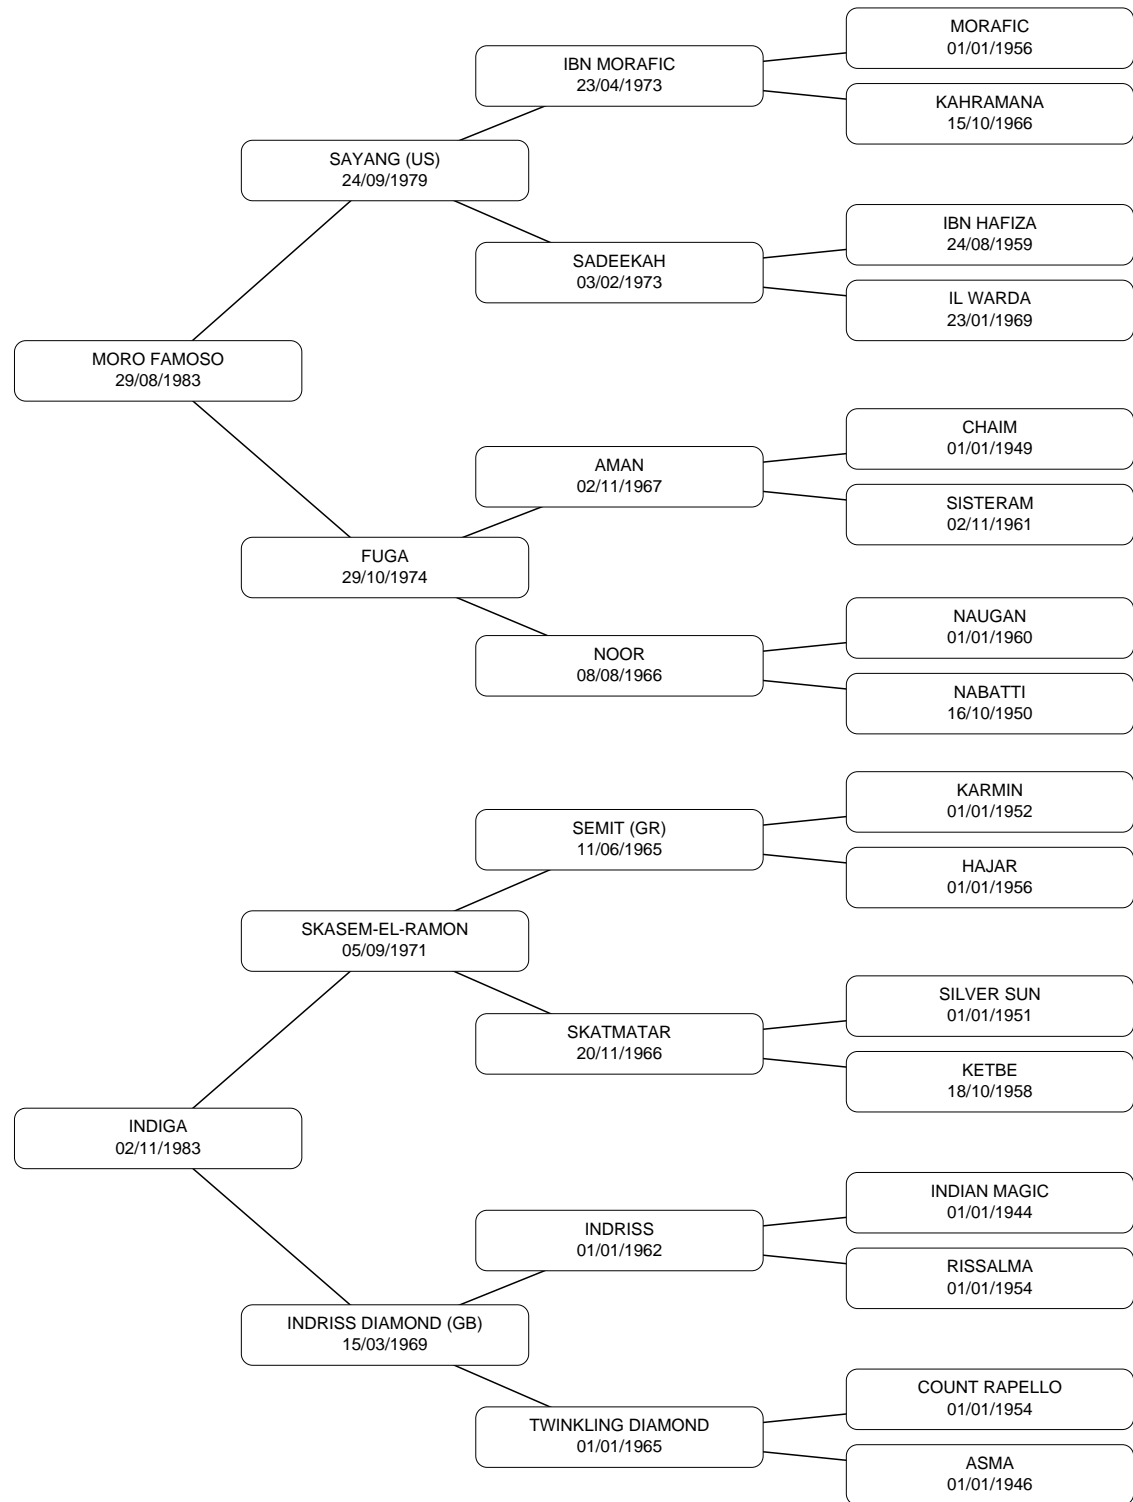 MORAFIC
01/01/1956
IBN MORAFIC
23/04/1973
KAHRAMANA
15/10/1966
SAYANG (US)
24/09/1979
IBN HAFIZA
24/08/1959
SADEEKAH
03/02/1973
IL WARDA
23/01/1969
MORO FAMOSO
29/08/1983
CHAIM
01/01/1949
AMAN
02/11/1967
SISTERAM
02/11/1961
FUGA
29/10/1974
NAUGAN
01/01/1960
NOOR
08/08/1966
NABATTI
16/10/1950
KARMIN
01/01/1952
SEMIT (GR)
11/06/1965
HAJAR
01/01/1956
SKASEM-EL-RAMON
05/09/1971
SILVER SUN
01/01/1951
SKATMATAR
20/11/1966
KETBE
18/10/1958
INDIGA
02/11/1983
INDIAN MAGIC
01/01/1944
INDRISS
01/01/1962
RISSALMA
01/01/1954
INDRISS DIAMOND (GB)
15/03/1969
COUNT RAPELLO
01/01/1954
TWINKLING DIAMOND
01/01/1965
ASMA
01/01/1946